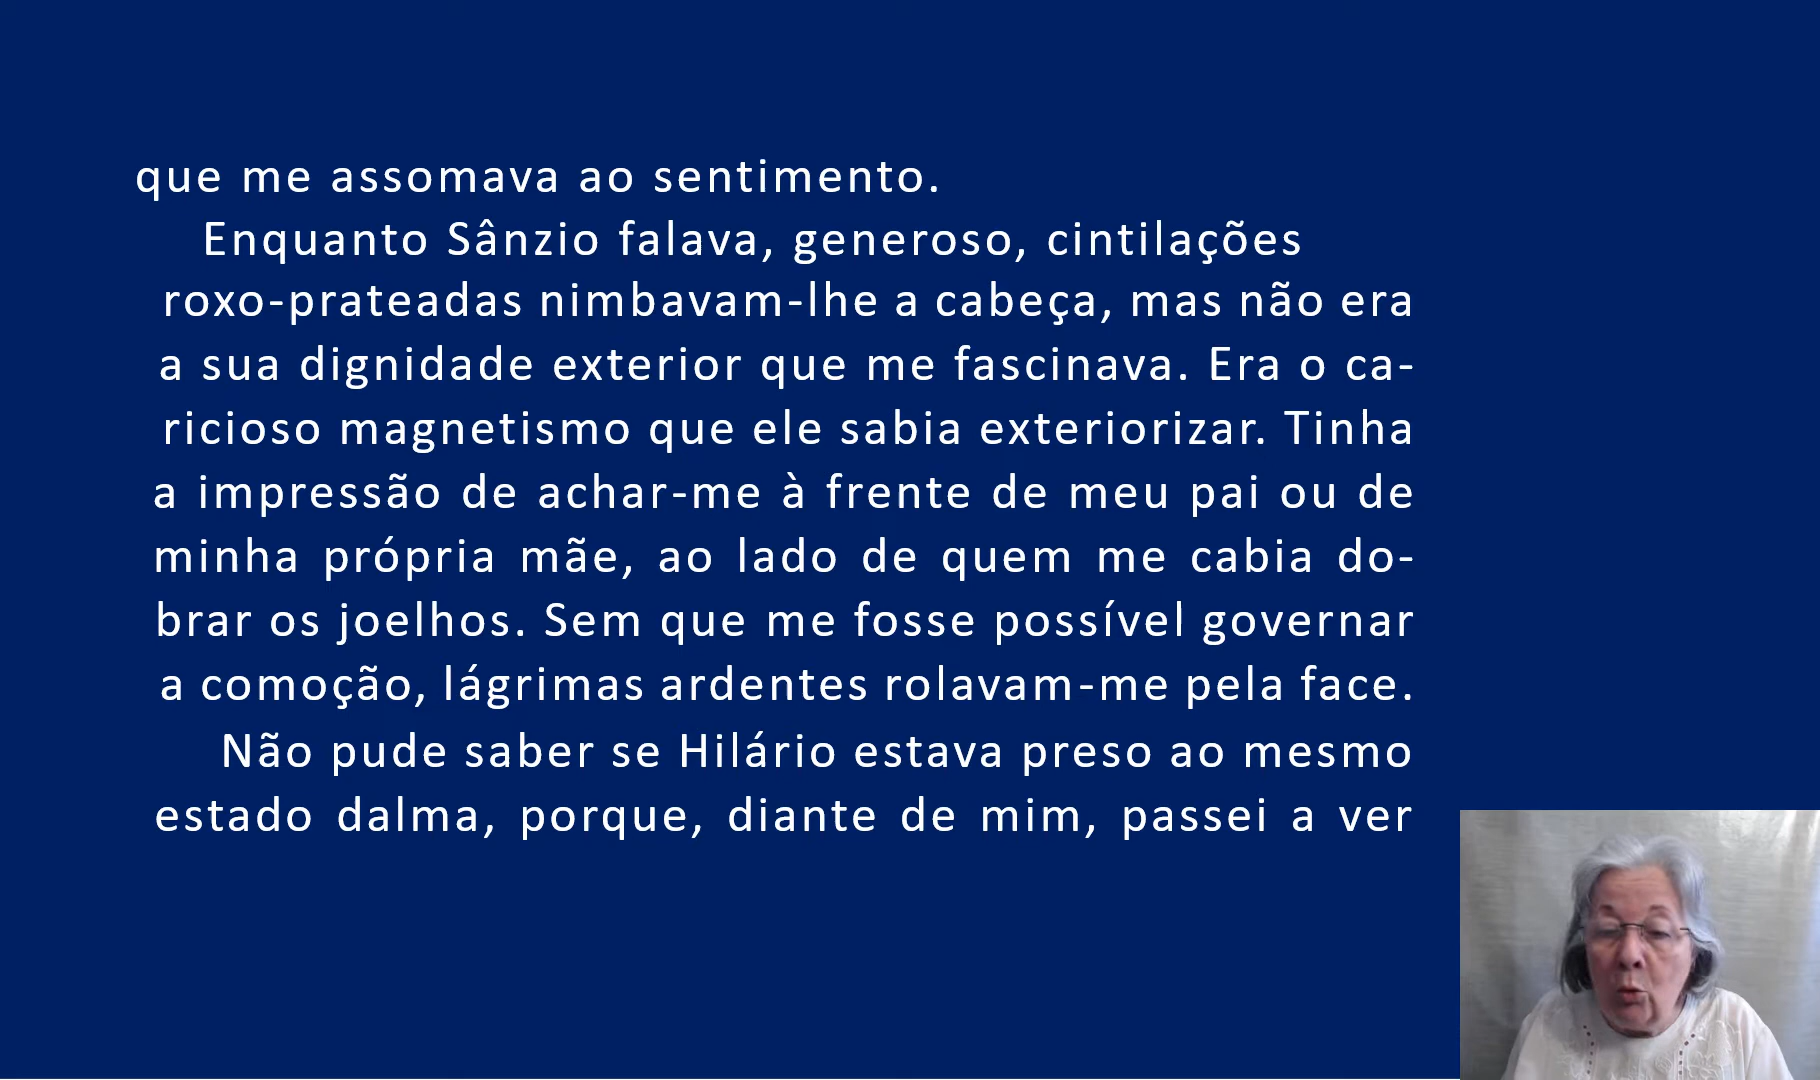 que me assomava ao sentimento.
Enquanto Sânzio falava, generoso, cintilações
roxo-prateadas nimbavam-lhe a cabeça, mas não era
a sua dignidade exterior que me fascinava. Era o ca-
ricioso magnetismo que ele sabia exteriorizar. Tinha
a impressão de achar-me à frente de meu pai ou de
minha própria mãe, ao lado de quem me cabia do-
brar os joelhos. Sem que me fosse possível governar
a comoção, lágrimas ardentes rolavam-me pela face.
Não pude saber se Hilário estava preso ao mesmo
estado dalma, porque, diante de mim, passei a ver